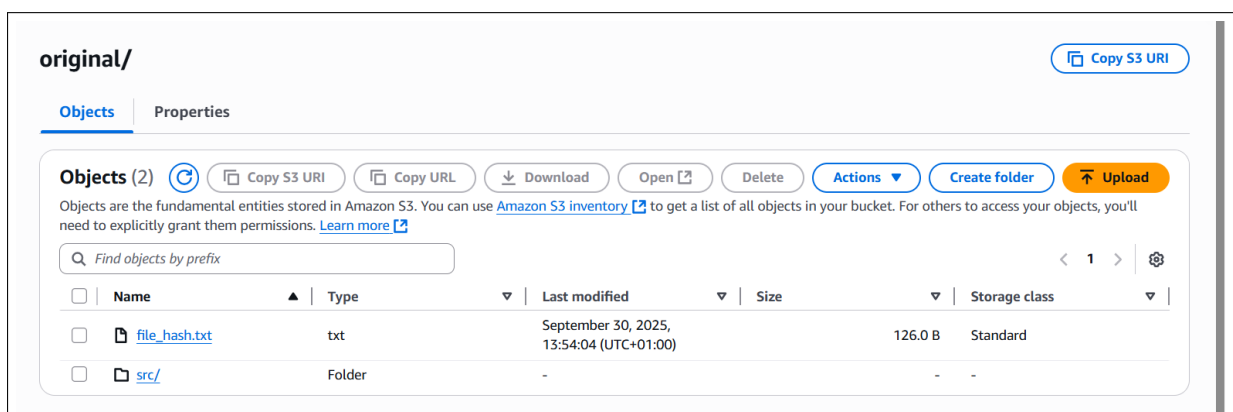 original/
Copy S3 URI
Objects
Properties
Objects (2)
Copy S3 URI
Copy URL
Download
Open
Delete
Actions
Create folder
Upload
Objects are the fundamental entities stored in Amazon S3. You can use Amazon S3 inventory to get a list of all objects in your bucket. For others to access your objects, you'll
need to explicitly grant them permissions. Learn more
Find objects by prefix
1
Name Type Last modified Size Storage class
file_hash.txt txt September 30, 2025, 13:54:04 (UTC+01:00) 126.0 B Standard
src/ Folder - - -